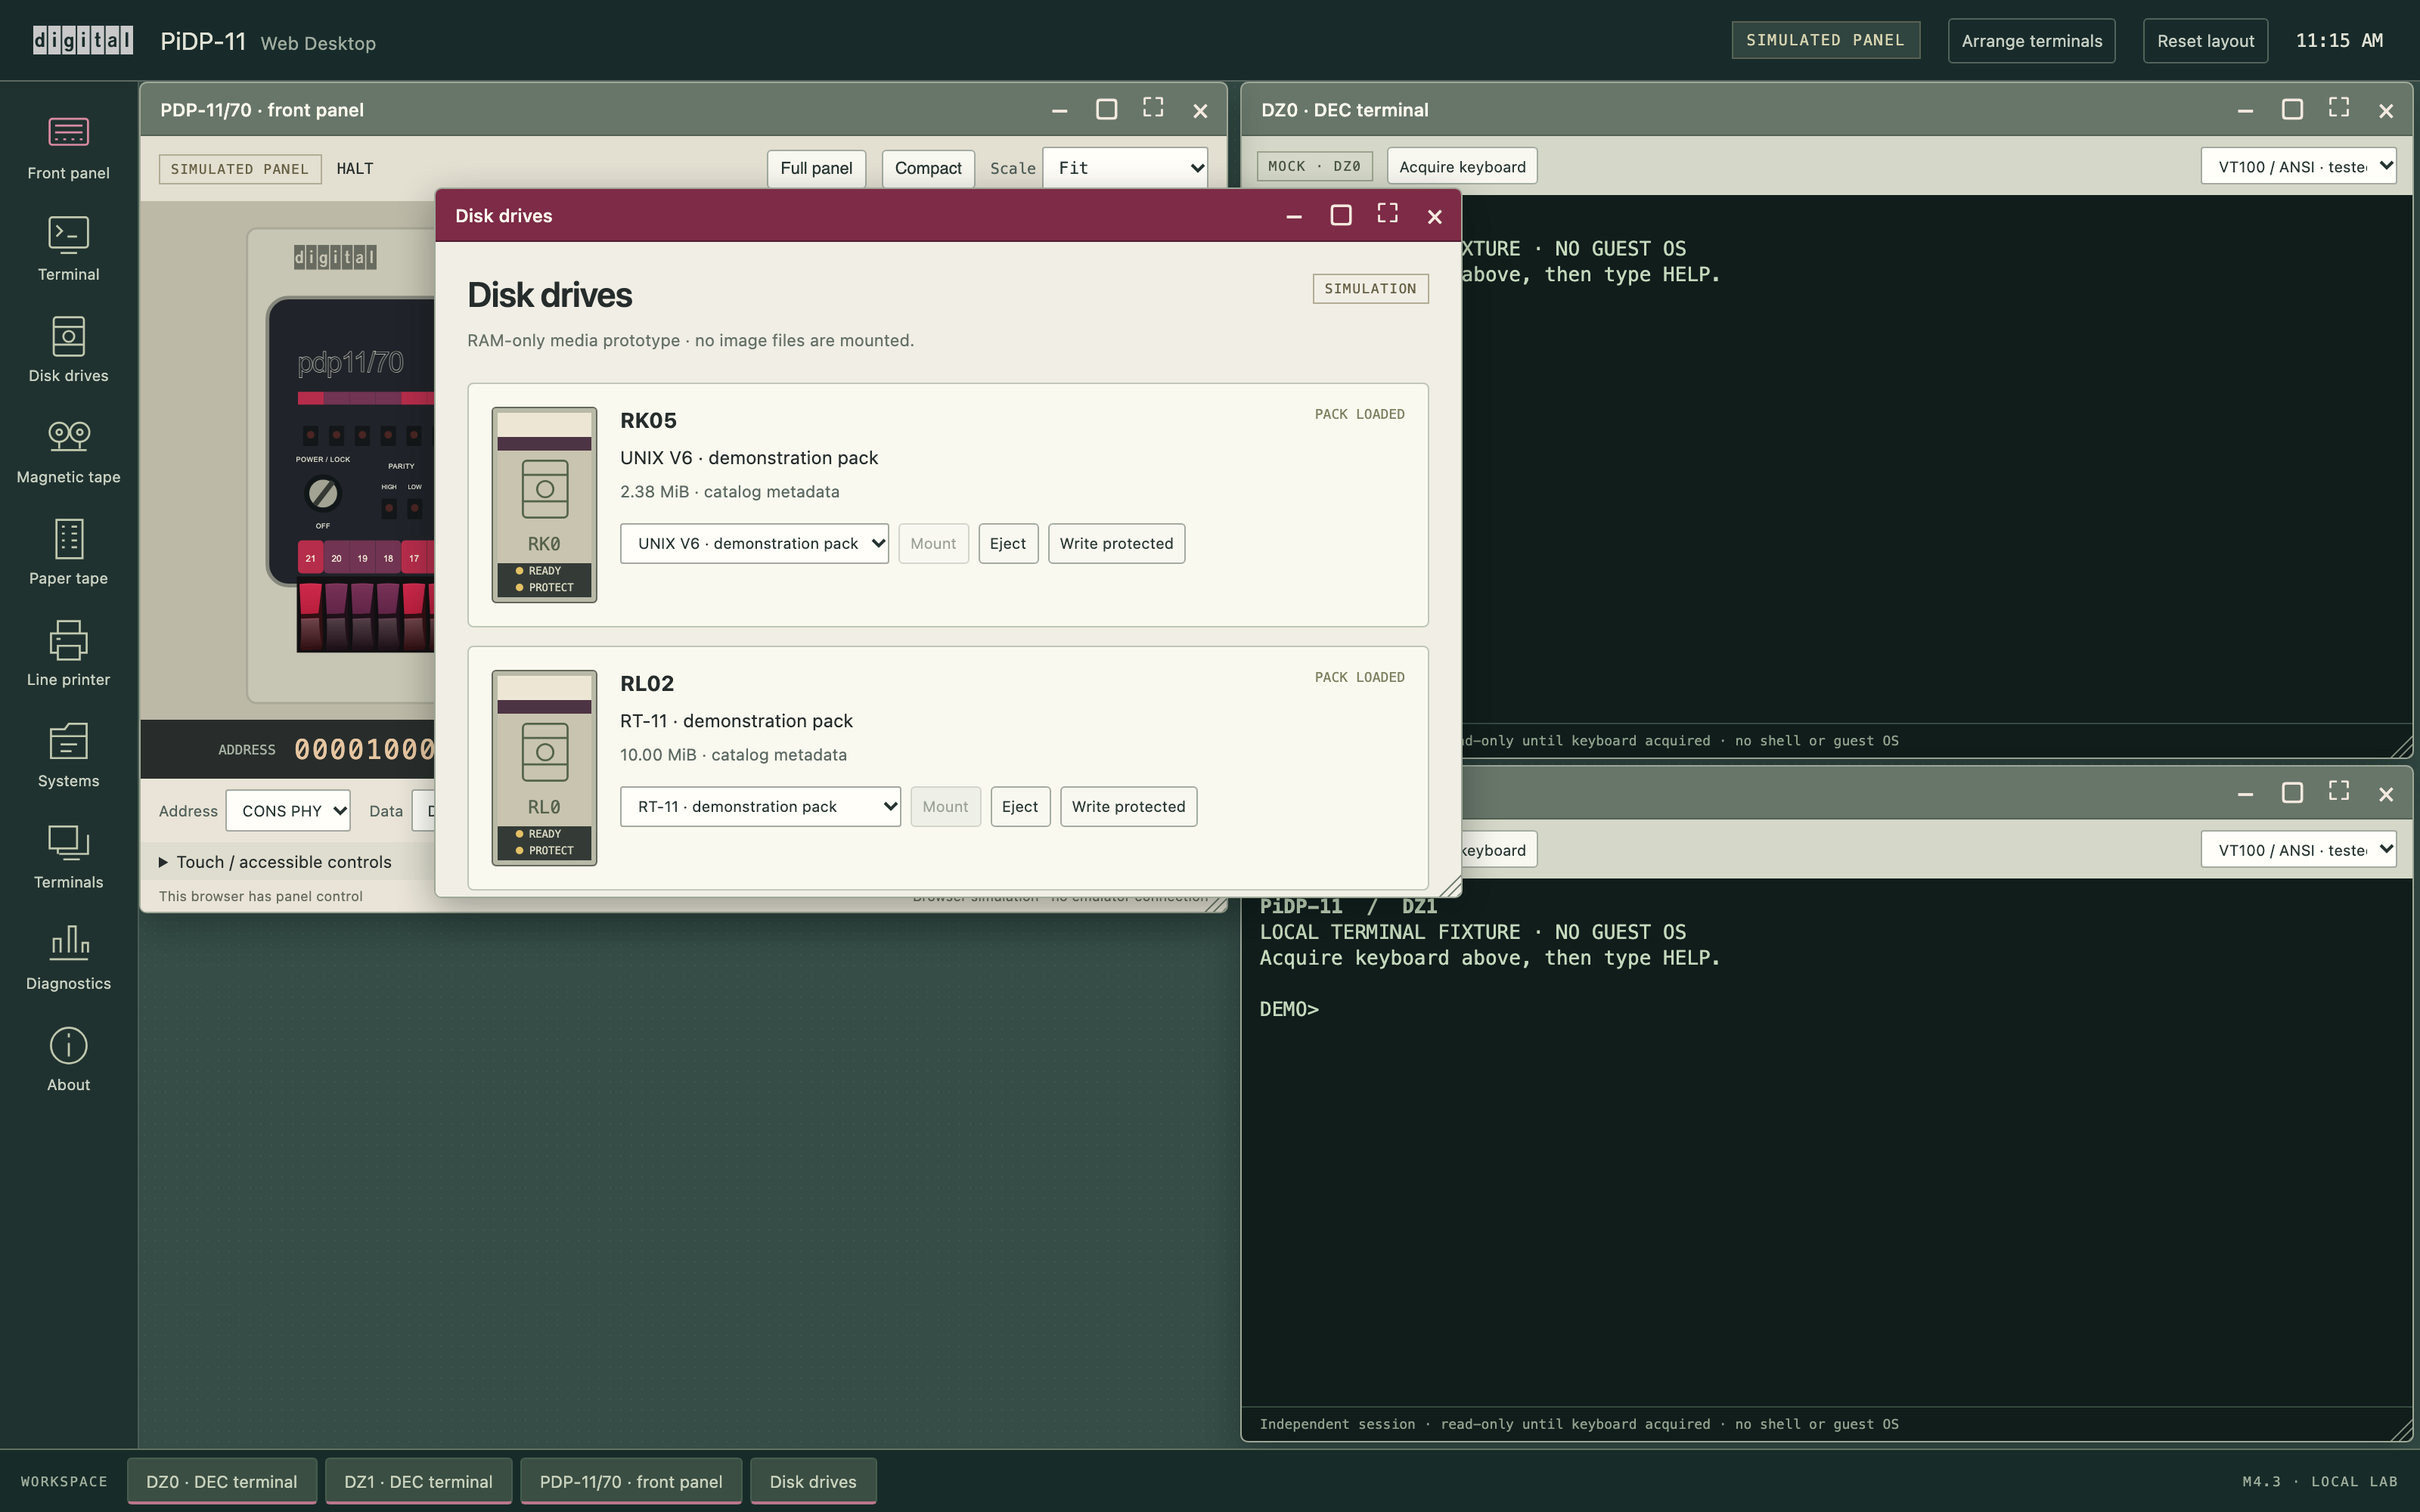 digital PiDP-11 Web Desktop SIMULATED PANEL Arrange terminals Reset layout 11:15 AM
Front panel
Terminal
Disk drives
Magnetic tape
Paper tape
Line printer
Systems
Terminals
Diagnostics
About
PDP-11/70 · front panel
SIMULATED PANEL HALT Full panel Compact Scale Fit
digital
pdp11/70
POWER / LOCK PARITY
HIGH LOW
OFF
21 20 19 18 17
ADDRESS 00001000
Address CONS PHY Data
Touch / accessible controls
This browser has panel control
Disk drives
Disk drives SIMULATION
RAM-only media prototype · no image files are mounted.
RK05 PACK LOADED
UNIX V6 · demonstration pack
2.38 MiB · catalog metadata
UNIX V6 · demonstration pack Mount Eject Write protected
RK0
READY
PROTECT
RL02 PACK LOADED
RT-11 · demonstration pack
10.00 MiB · catalog metadata
RT-11 · demonstration pack Mount Eject Write protected
RL0
READY
PROTECT
DZ0 · DEC terminal
MOCK · DZ0 Acquire keyboard VT100 / ANSI · teste
XTURE · NO GUEST OS
above, then type HELP.
d-only until keyboard acquired · no shell or guest OS
keyboard VT100 / ANSI · teste
PiDP-11 / DZ1
LOCAL TERMINAL FIXTURE · NO GUEST OS
Acquire keyboard above, then type HELP.
DEMO>
Independent session · read-only until keyboard acquired · no shell or guest OS
WORKSPACE DZ0 · DEC terminal DZ1 · DEC terminal PDP-11/70 · front panel Disk drives M4.3 · LOCAL LAB